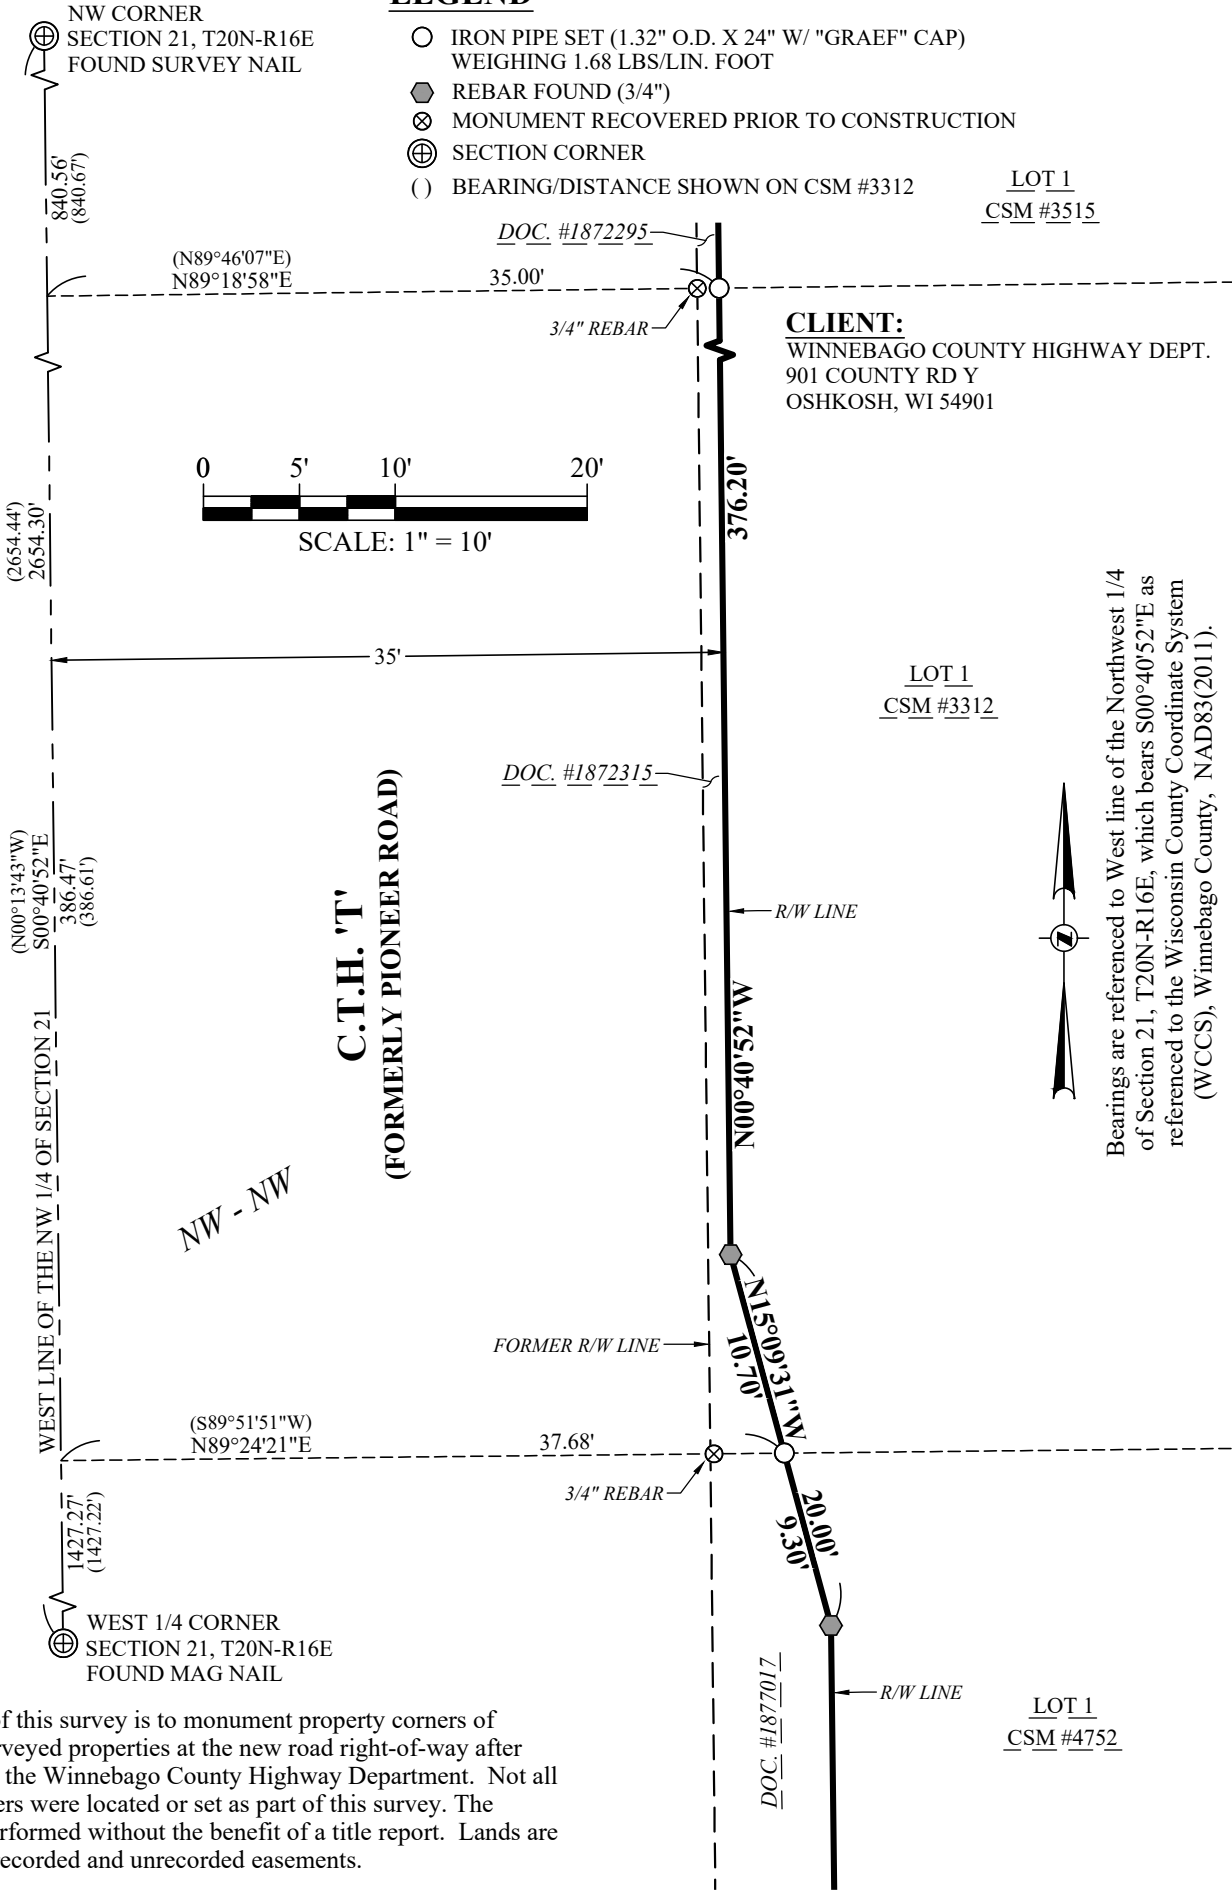 LEGEND
NW CORNER
SECTION 21, T20N-R16E
FOUND SURVEY NAIL
IRON PIPE SET (1.32" O.D. X 24" W/ "GRAEF" CAP)
WEIGHING 1.68 LBS/LIN. FOOT
REBAR FOUND (3/4")
MONUMENT RECOVERED PRIOR TO CONSTRUCTION
SECTION CORNER
( ) BEARING/DISTANCE SHOWN ON CSM #3312
LOT 1
CSM #3515
840.56'
(840.67')
DOC. #1872295
(N89°46'07"E)
N89°18'58"E
35.00'
3/4" REBAR
CLIENT:
WINNEBAGO COUNTY HIGHWAY DEPT.
901 COUNTY RD Y
OSHKOSH, WI 54901
0 5' 10' 20'
SCALE: 1" = 10'
376.20'
(2654.44')
2654.30'
35'
LOT 1
CSM #3312
Bearings are referenced to West line of the Northwest 1/4
of Section 21, T20N-R16E, which bears S00°40'52"E as
referenced to the Wisconsin County Coordinate System
(WCCS), Winnebago County, NAD83(2011).
DOC. #1872315
(N00°13'43"W)
S00°40'52"E
386.47'
(386.61')
C.T.H. 'T'
(FORMERLY PIONEER ROAD)
R/W LINE
N
N00°40'52"W
WEST LINE OF THE NW 1/4 OF SECTION 21
NW - NW
N15°09'31"W
10.70'
FORMER R/W LINE
(S89°51'51"W)
N89°24'21"E
37.68'
3/4" REBAR
20.00'
9.30'
1427.27'
(1427.22')
WEST 1/4 CORNER
SECTION 21, T20N-R16E
FOUND MAG NAIL
DOC. #1877017
R/W LINE
LOT 1
CSM #4752
of this survey is to monument property corners of
rveyed properties at the new road right-of-way after
the Winnebago County Highway Department. Not all
ers were located or set as part of this survey. The
rformed without the benefit of a title report. Lands are
ecorded and unrecorded easements.